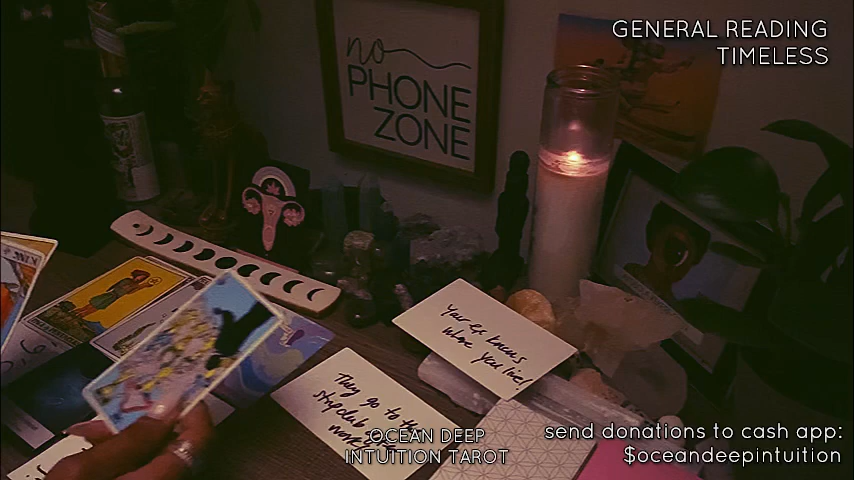 GENERAL READING
TIMELESS
no
PHONE
ZONE
KING
Your ex knows
where you live!
They go to the
stripclub
OCEAN DEEP
INTUITION TAROT
send donations to cash app:
$oceandeepintuition